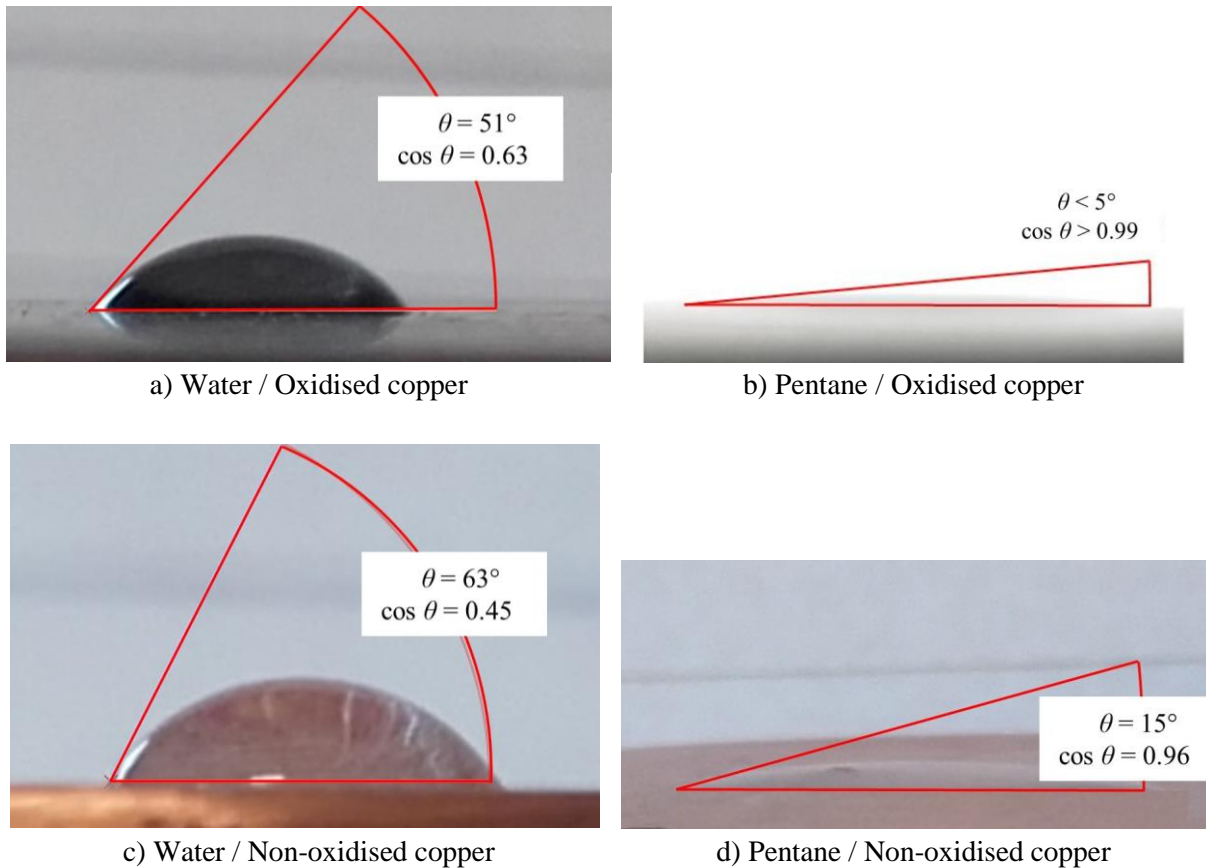 θ = 51°
cos θ = 0.63
θ < 5°
cos θ > 0.99
a) Water / Oxidised copper
b) Pentane / Oxidised copper
θ = 63°
cos θ = 0.45
θ = 15°
cos θ = 0.96
c) Water / Non-oxidised copper
d) Pentane / Non-oxidised copper